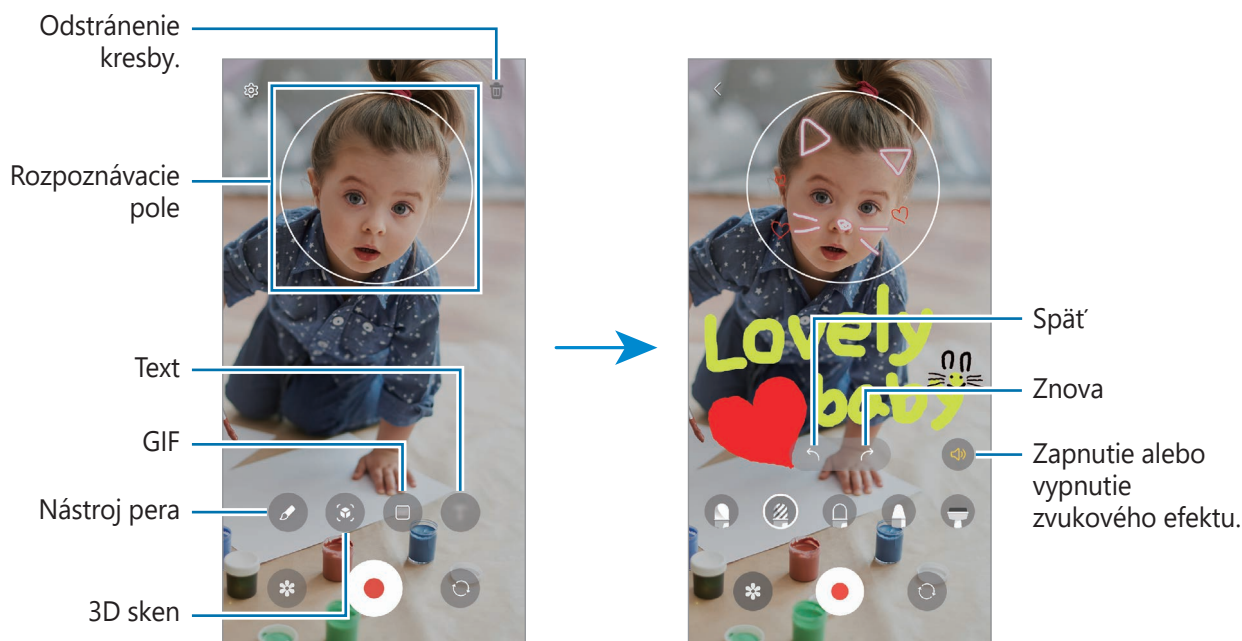 Odstránenie
kresby.
Rozpoznávacie
pole
Text
GIF
Nástroj pera
3D sken
Lovely
baby
Späť
Znova
Zapnutie alebo
vypnutie
zvukového efektu.